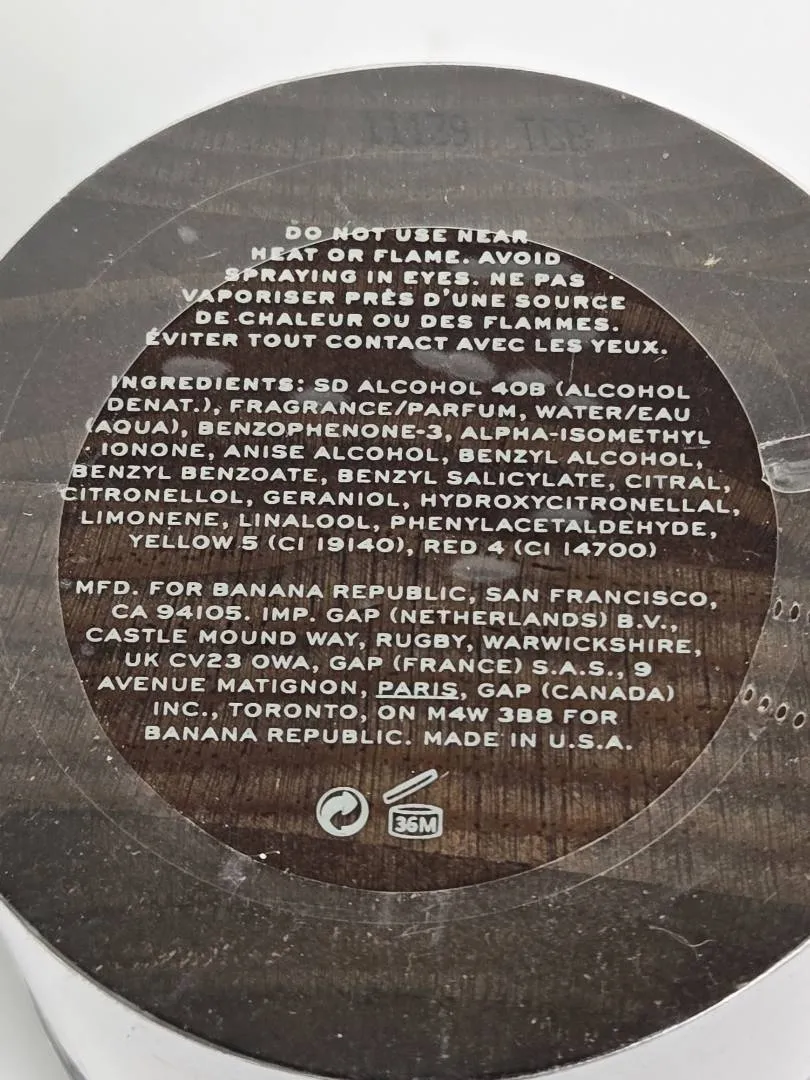 DO NOT USE NEAR
HEAT OR FLAME. AVOID
SPRAYING IN EYES. NE PAS
VAPORISER PRÈS D'UNE SOURCE
DE CHALEUR OU DES FLAMMES.
ÉVITER TOUT CONTACT AVEC LES YEUX.
INGREDIENTS: SD ALCOHOL 40B (ALCOHOL
DENAT.), FRAGRANCE/PARFUM, WATER/EAU
(AQUA), BENZOPHENONE-3, ALPHA-ISOMETHYL
IONONE, ANISE ALCOHOL, BENZYL ALCOHOL,
BENZYL BENZOATE, BENZYL SALICYLATE, CITRAL,
CITRONELLOL, GERANIOL, HYDROXYCITRONELLAL,
LIMONENE, LINALOOL, PHENYLACETALDEHYDE,
YELLOW 5 (CI 19140), RED 4 (CI 14700)
MFD. FOR BANANA REPUBLIC, SAN FRANCISCO,
CA 94105. IMP. GAP (NETHERLANDS) B.V.,
CASTLE MOUND WAY, RUGBY, WARWICKSHIRE,
UK CV23 0WA, GAP (FRANCE) S.A.S., 9
AVENUE MATIGNON, PARIS, GAP (CANADA)
INC., TORONTO, ON M4W 3B8 FOR
BANANA REPUBLIC. MADE IN U.S.A.
36M